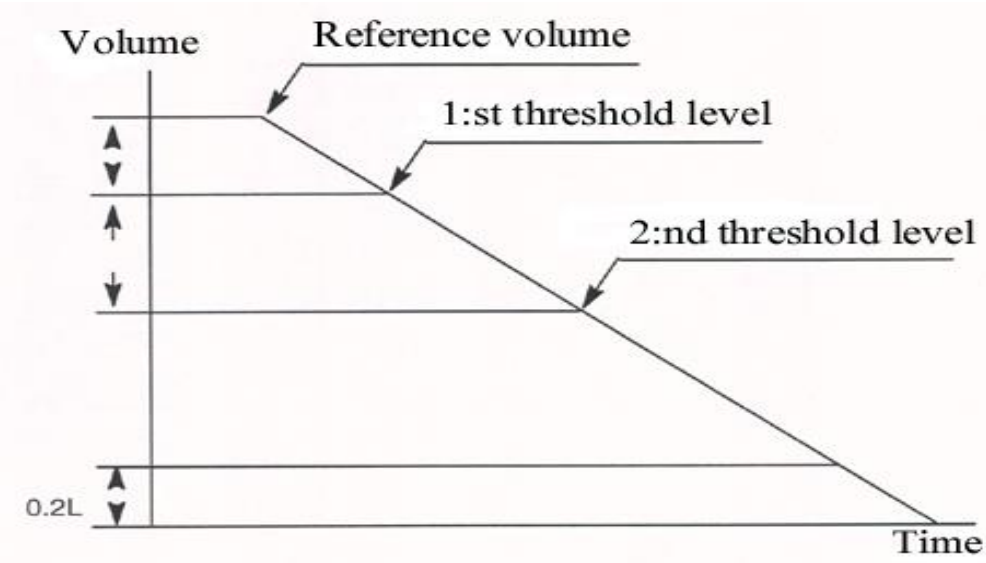 Volume
Reference volume
1:st threshold level
2:nd threshold level
0.2L
Time